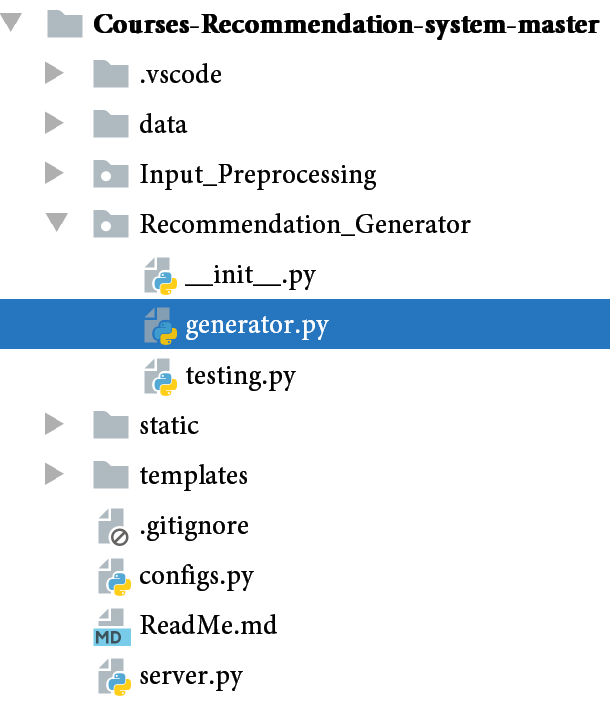 Courses-Recommendation-system-master
.vscode
data
Input_Preprocessing
Recommendation_Generator
__init__.py
generator.py
testing.py
static
templates
.gitignore
configs.py
MD ReadMe.md
server.py